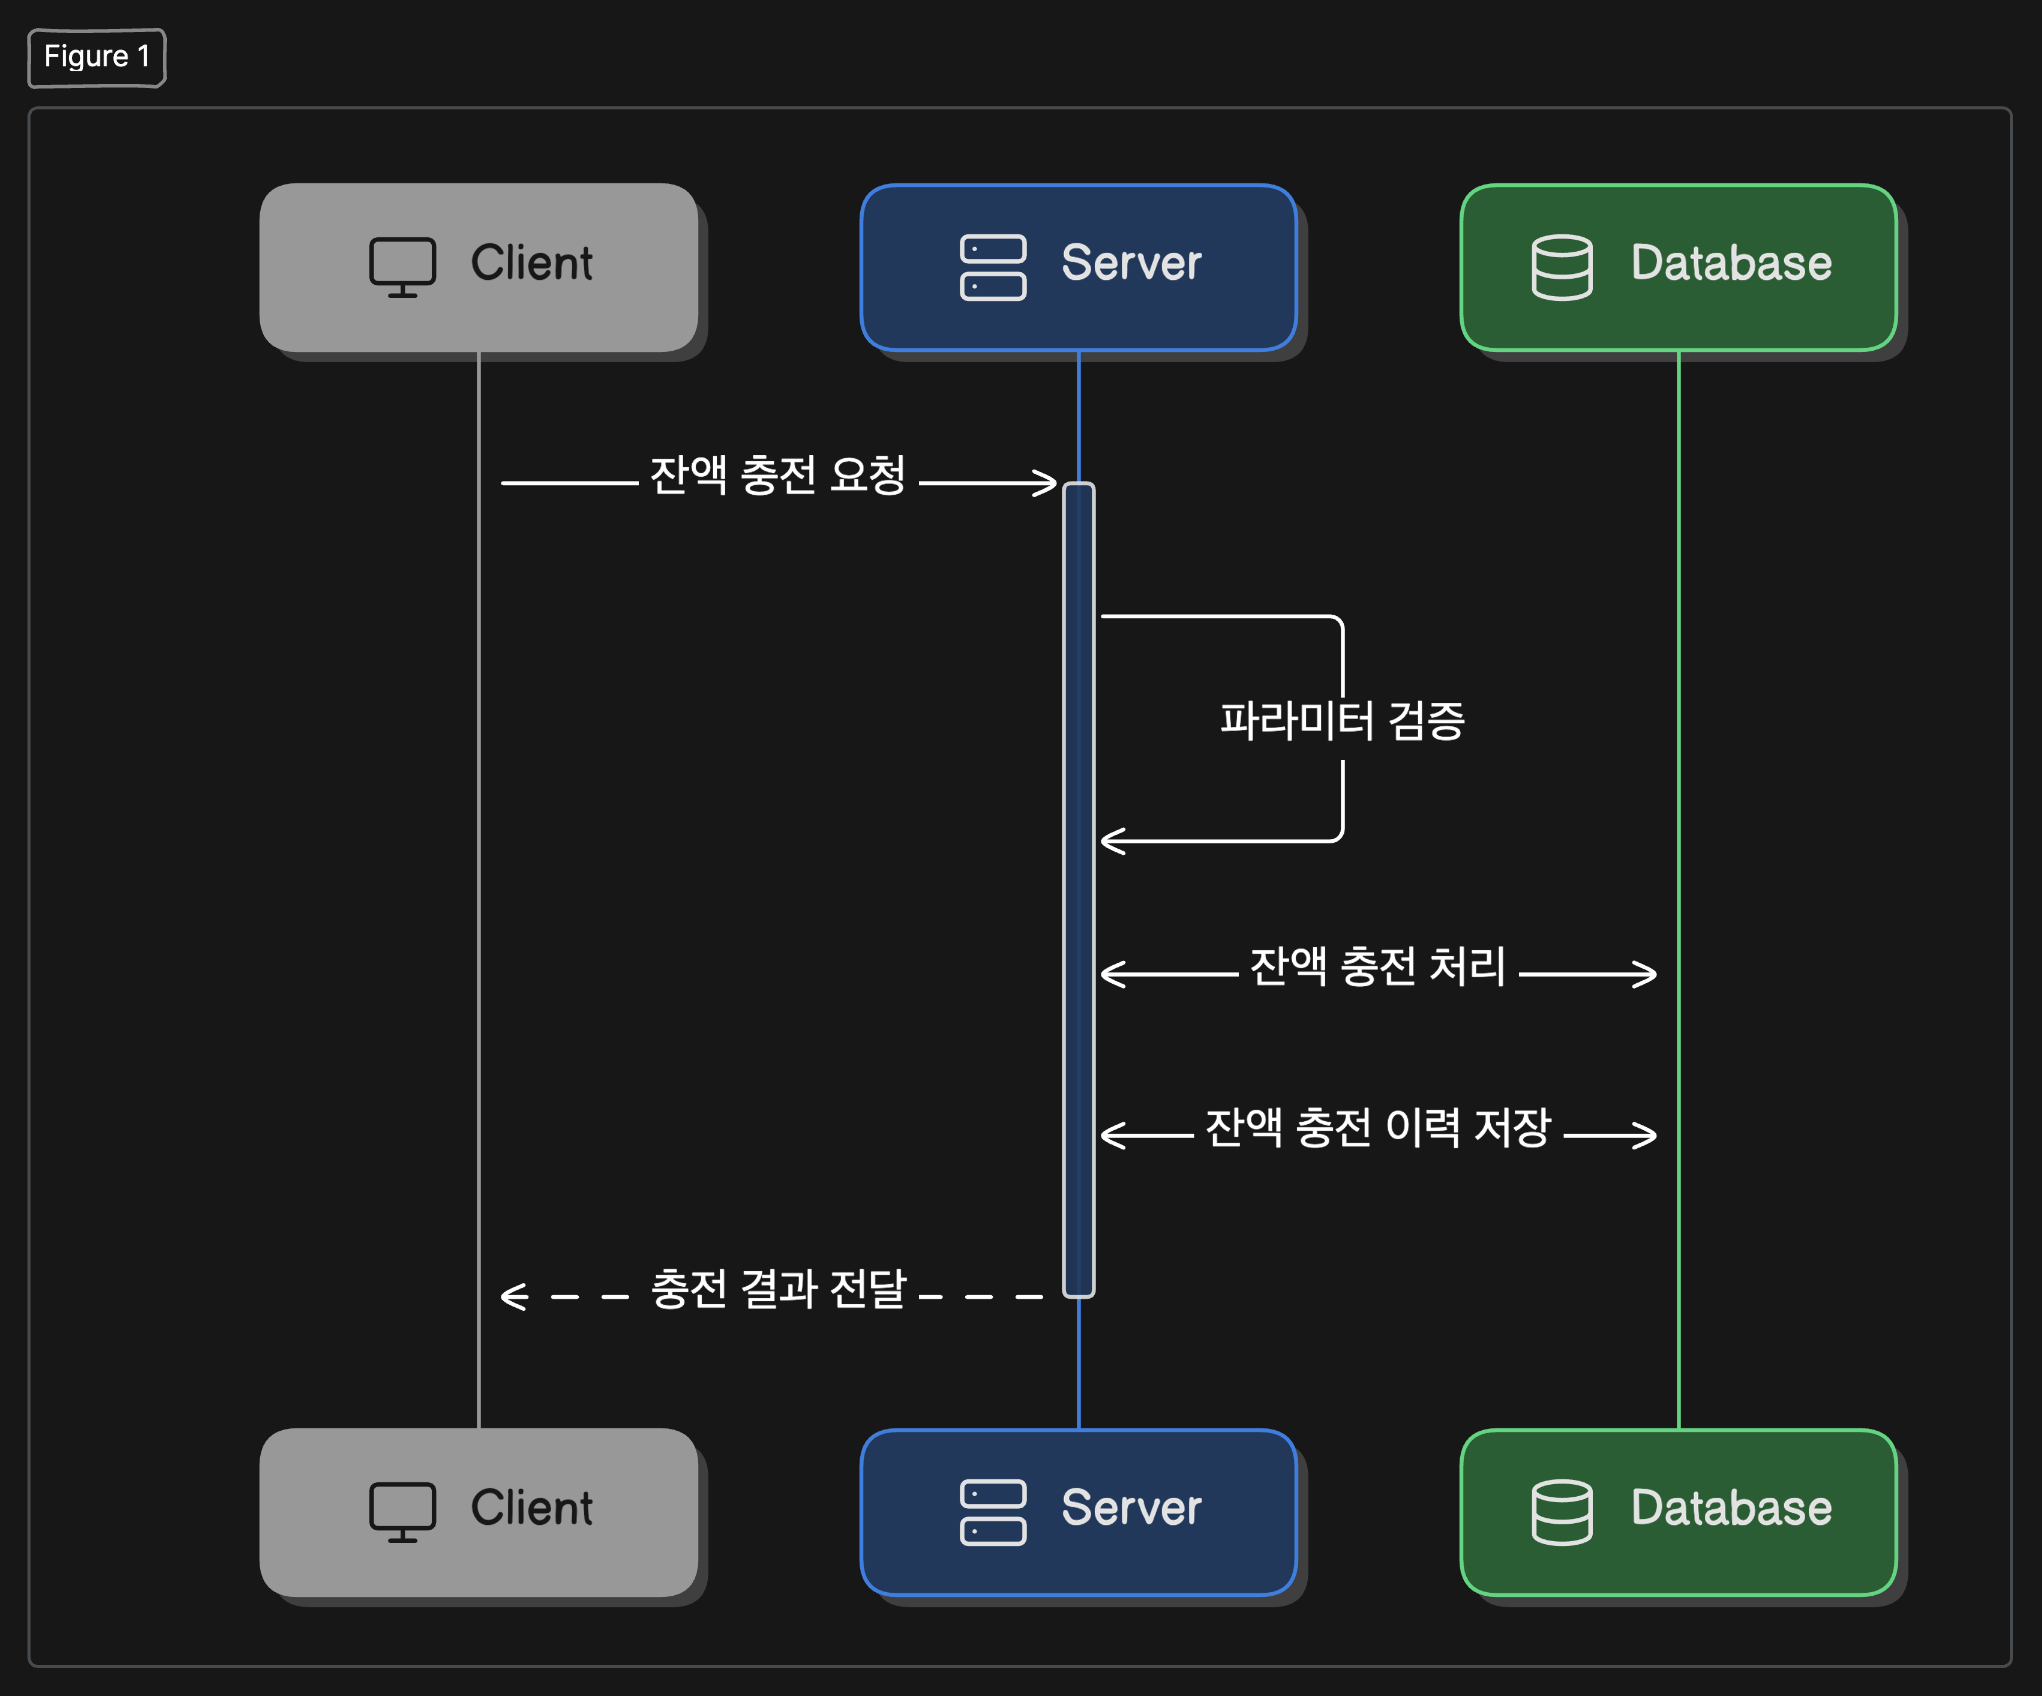 Figure 1
Client
Server
Database
잔액 충전 요청
파라미터 검증
잔액 충전 처리
잔액 충전 이력 저장
충전 결과 전달
Client
Server
Database